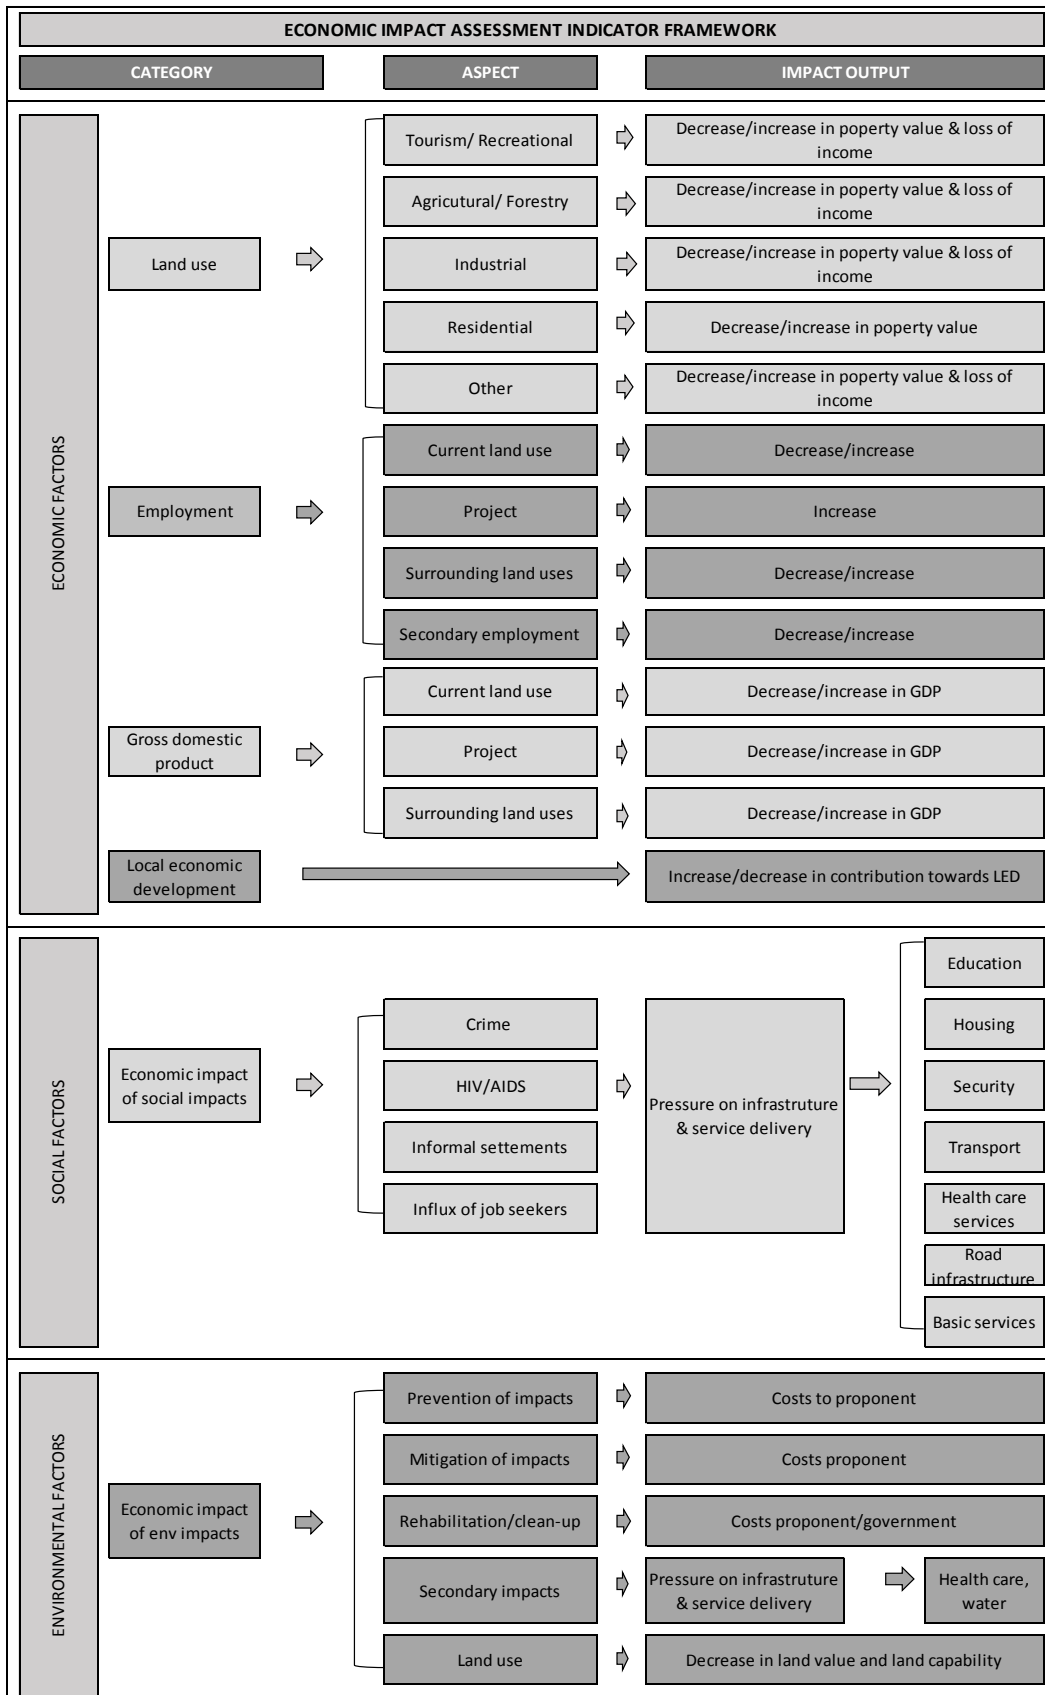 ECONOMIC IMPACT ASSESSMENT INDICATOR FRAMEWORK
CATEGORY
ASPECT
IMPACT OUTPUT
ECONOMIC FACTORS
Land use
Tourism/ Recreational
Decrease/increase in poperty value & loss of
income
Agricutural/ Forestry
Decrease/increase in poperty value & loss of
income
Industrial
Decrease/increase in poperty value & loss of
income
Residential
Decrease/increase in poperty value
Other
Decrease/increase in poperty value & loss of
income
Employment
Current land use
Decrease/increase
Project
Increase
Surrounding land uses
Decrease/increase
Secondary employment
Decrease/increase
Gross domestic
product
Current land use
Decrease/increase in GDP
Project
Decrease/increase in GDP
Surrounding land uses
Decrease/increase in GDP
Local economic
development
Increase/decrease in contribution towards LED
SOCIAL FACTORS
Economic impact
of social impacts
Crime
HIV/AIDS
Informal settements
Influx of job seekers
Pressure on infrastruture
& service delivery
Education
Housing
Security
Transport
Health care
services
Road
infrastructure
Basic services
ENVIRONMENTAL FACTORS
Economic impact
of env impacts
Prevention of impacts
Costs to proponent
Mitigation of impacts
Costs proponent
Rehabilitation/clean-up
Costs proponent/government
Secondary impacts
Pressure on infrastruture
& service delivery
Health care,
water
Land use
Decrease in land value and land capability